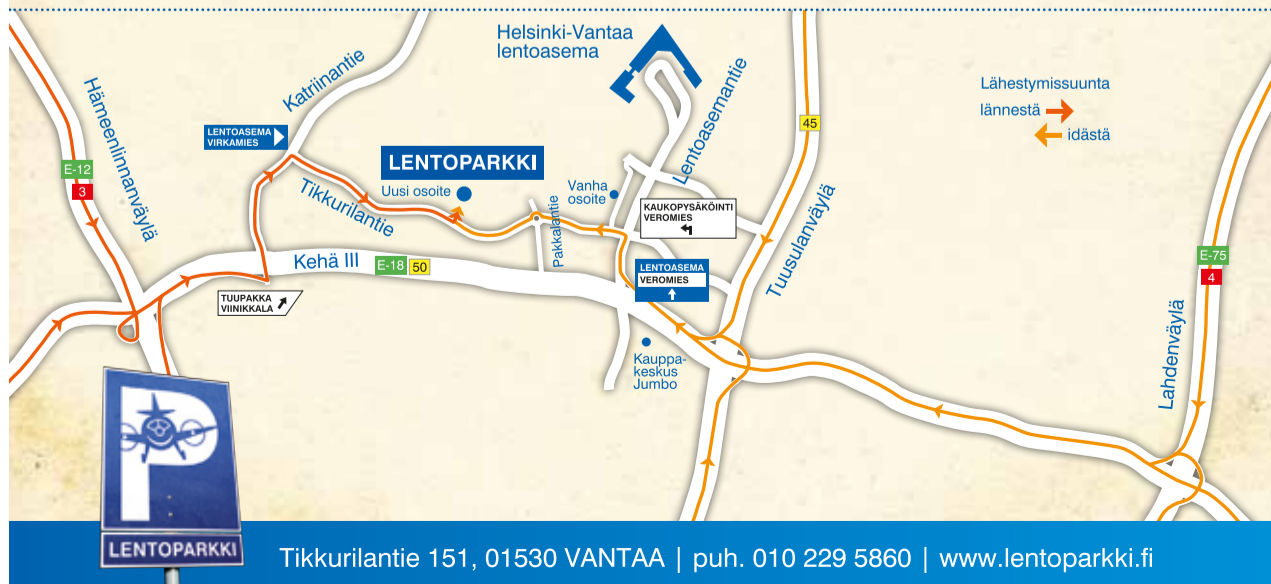 Helsinki-Vantaa
lentoasema
Hämeenlinnanväylä
Katriinantie
Lentoasemantie
Lähestymissuunta
lännestä
idästä
45
LENTOASEMA
VIRKAMIES
E-12
3
LENTOPARKKI
Uusi osoite
Vanha
osoite
Tikkurilantie
Pakkalantie
KAUKOPYSÄKÖINTI
VEROMIES
Tuusulanväylä
Kehä III
E-18
50
LENTOASEMA
VEROMIES
E-75
4
TUUPAKKA
VIINIKKALA
Kauppa-
keskus
Jumbo
Lahdenväylä
P
LENTOPARKKI
Tikkurilantie 151, 01530 VANTAA | puh. 010 229 5860 | www.lentoparkki.fi